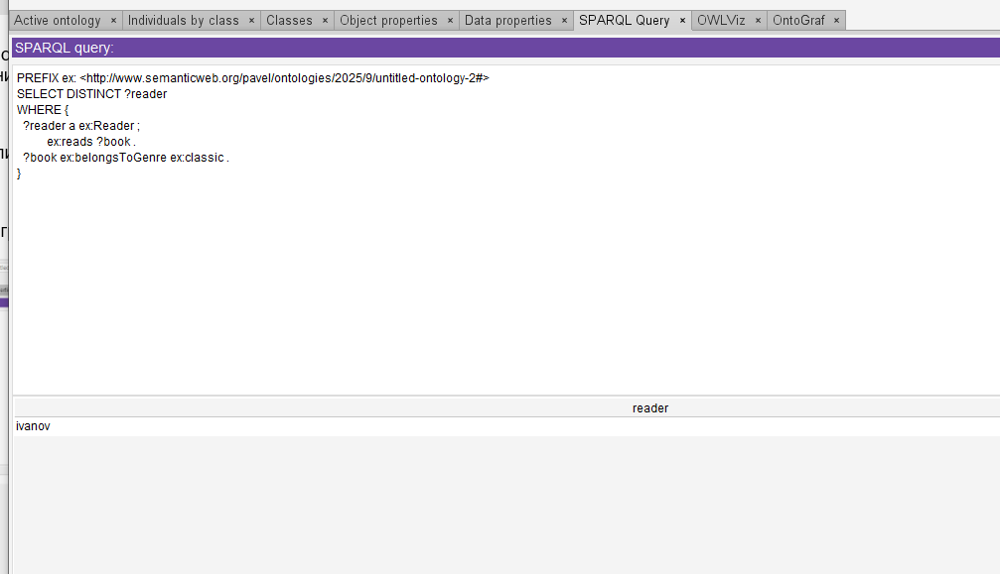 Active ontology × Individuals by class × Classes × Object properties × Data properties × SPARQL Query × OWLViz × OntoGraf ×
SPARQL query:
PREFIX ex: <http://www.semanticweb.org/pavel/ontologies/2025/9/untitled-ontology-2#>
SELECT DISTINCT ?reader
WHERE {
?reader a ex:Reader ;
ex:reads ?book .
?book ex:belongsToGenre ex:classic .
}
reader
ivanov